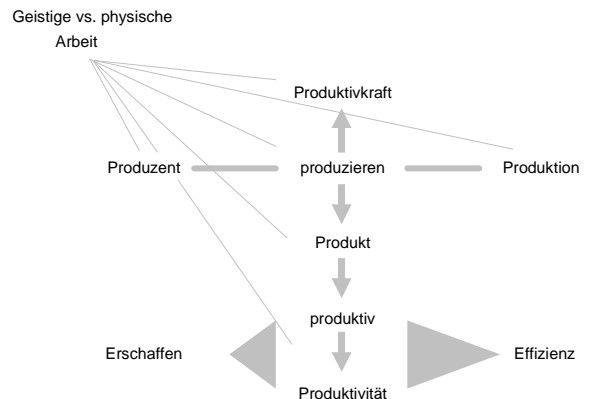 Geistige vs. physische
Arbeit
Produktivkraft
Produzent
produzieren
Produktion
Produkt
produktiv
Erschaffen
Effizienz
Produktivität